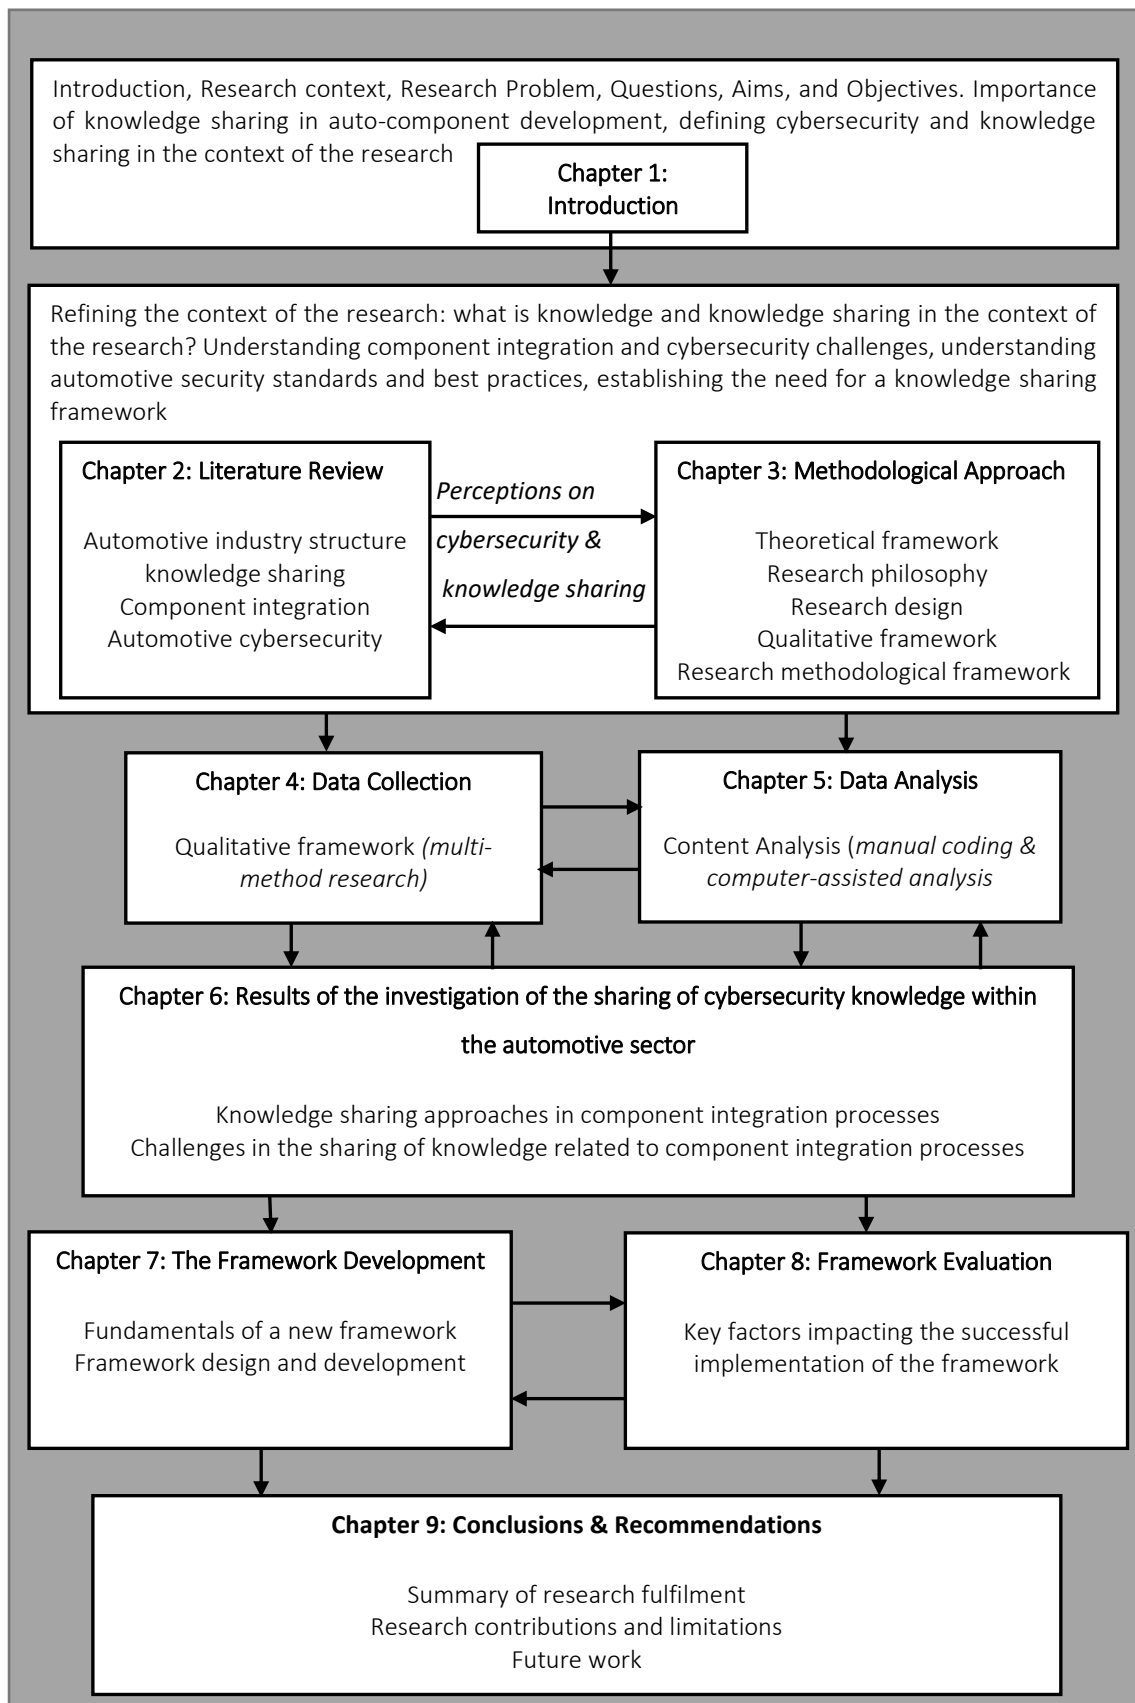 Introduction, Research context, Research Problem, Questions, Aims, and Objectives. Importance
of knowledge sharing in auto-component development, defining cybersecurity and knowledge
sharing in the context of the research
Chapter 1:
Introduction
Refining the context of the research: what is knowledge and knowledge sharing in the context of
the research? Understanding component integration and cybersecurity challenges, understanding
automotive security standards and best practices, establishing the need for a knowledge sharing
framework
Chapter 2: Literature Review
Automotive industry structure
knowledge sharing
Component integration
Automotive cybersecurity
Perceptions on
cybersecurity &
knowledge sharing
Chapter 3: Methodological Approach
Theoretical framework
Research philosophy
Research design
Qualitative framework
Research methodological framework
Chapter 4: Data Collection
Qualitative framework (multi-
method research)
Chapter 5: Data Analysis
Content Analysis (manual coding &
computer-assisted analysis
Chapter 6: Results of the investigation of the sharing of cybersecurity knowledge within
the automotive sector
Knowledge sharing approaches in component integration processes
Challenges in the sharing of knowledge related to component integration processes
Chapter 7: The Framework Development
Fundamentals of a new framework
Framework design and development
Chapter 8: Framework Evaluation
Key factors impacting the successful
implementation of the framework
Chapter 9: Conclusions & Recommendations
Summary of research fulfilment
Research contributions and limitations
Future work